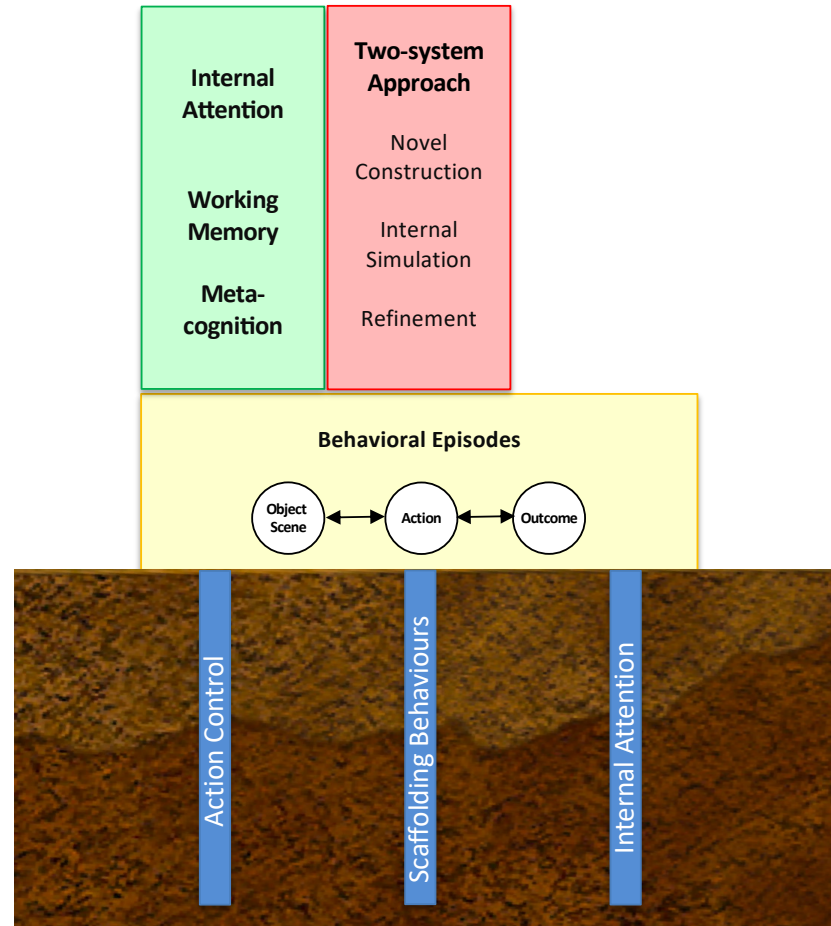 Internal
Attention
Working
Memory
Meta-
cognition
Two-system
Approach
Novel
Construction
Internal
Simulation
Refinement
Behavioral Episodes
Object
Scene
Action
Outcome
Action Control
Scaffolding Behaviours
Internal Attention